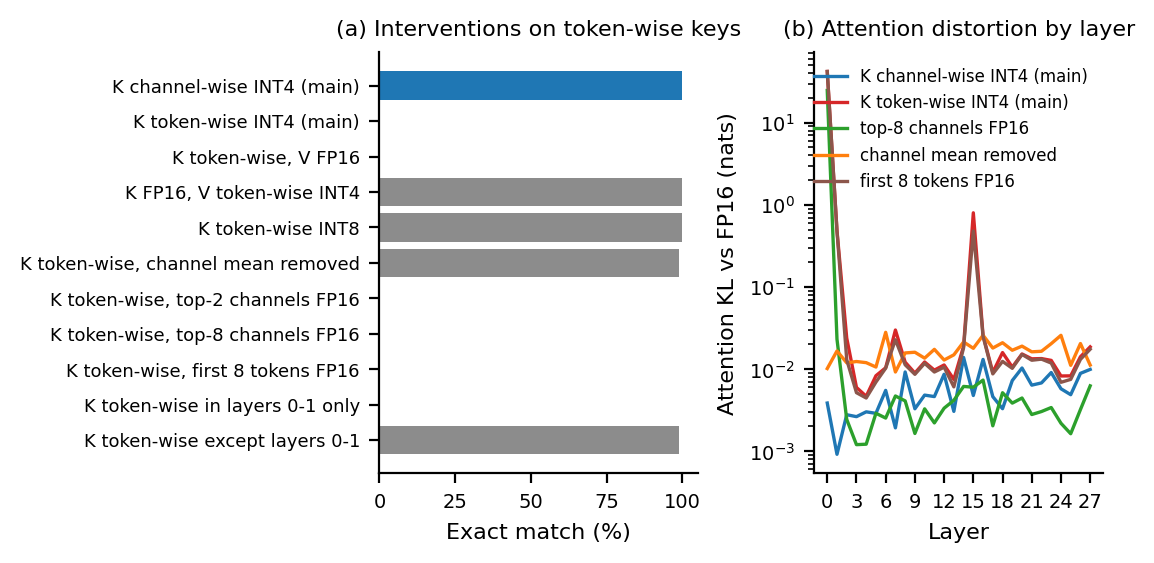 (a) Interventions on token-wise keys
K channel-wise INT4 (main)
K token-wise INT4 (main)
K token-wise, V FP16
K FP16, V token-wise INT4
K token-wise INT8
K token-wise, channel mean removed
K token-wise, top-2 channels FP16
K token-wise, top-8 channels FP16
K token-wise, first 8 tokens FP16
K token-wise in layers 0-1 only
K token-wise except layers 0-1
0 25 50 75 100
Exact match (%)
(b) Attention distortion by layer
Attention KL vs FP16 (nats)
10¹
10⁰
10⁻¹
10⁻²
10⁻³
K channel-wise INT4 (main)
K token-wise INT4 (main)
top-8 channels FP16
channel mean removed
first 8 tokens FP16
0 3 6 9 12 15 18 21 24 27
Layer